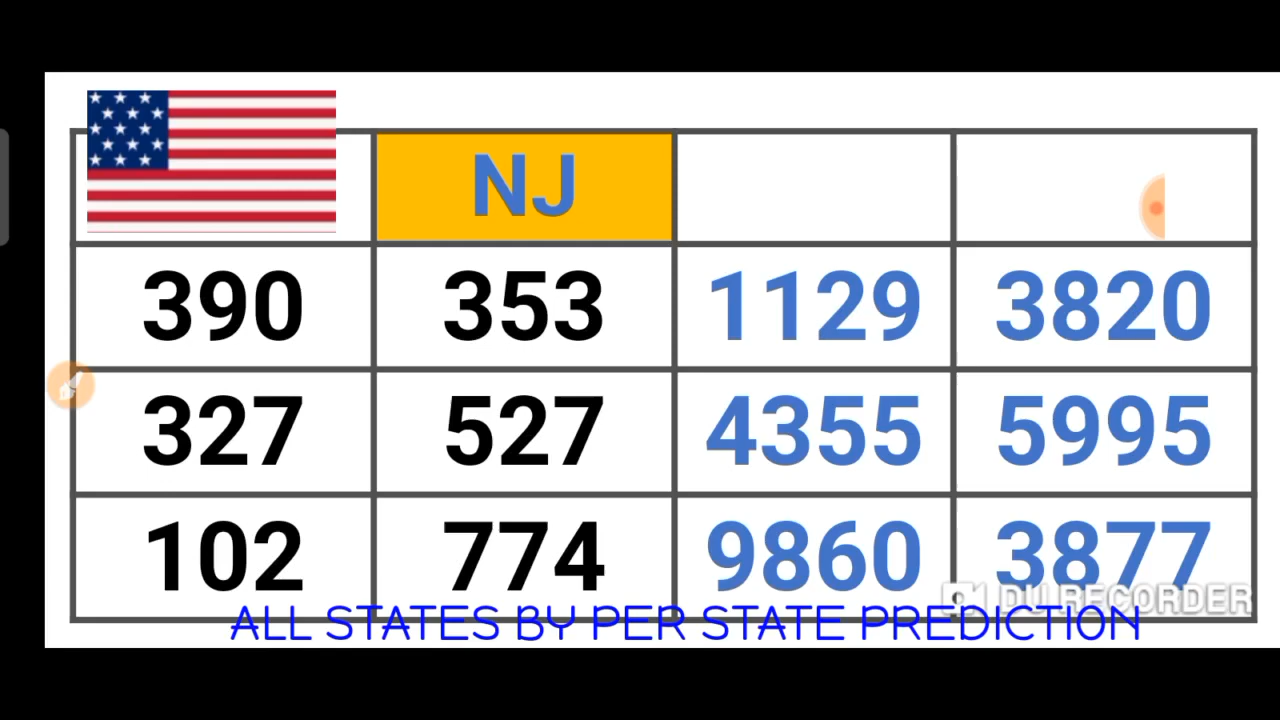 NJ
390 353 1129 3820
327 527 4355 5995
102 774 9860 3877
DU RECORDER
ALL STATES BY PER STATE PREDICTION